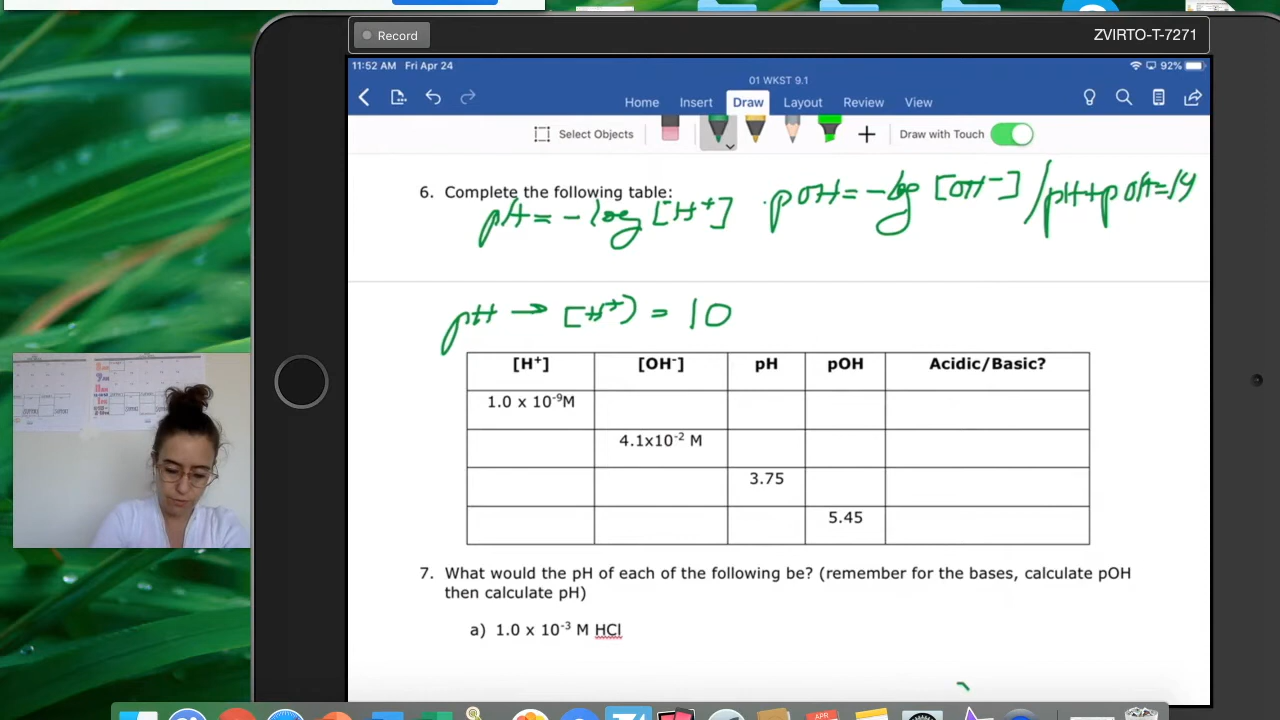 Record
ZVIRTO-T-7271
11:52 AM Fri Apr 24
92%
01 WKST 9.1
Home Insert Draw Layout Review View
Select Objects
Draw with Touch
6. Complete the following table:
pH = -log [H⁺] pOH = -log [OH⁻] / pH+pOH=14
pH → [H⁺) = 10
[H⁺] [OH⁻] pH pOH Acidic/Basic?
1.0 x 10⁻⁹M
4.1x10⁻² M
3.75
5.45
7. What would the pH of each of the following be? (remember for the bases, calculate pOH
then calculate pH)
a) 1.0 x 10⁻³ M HCl
APR